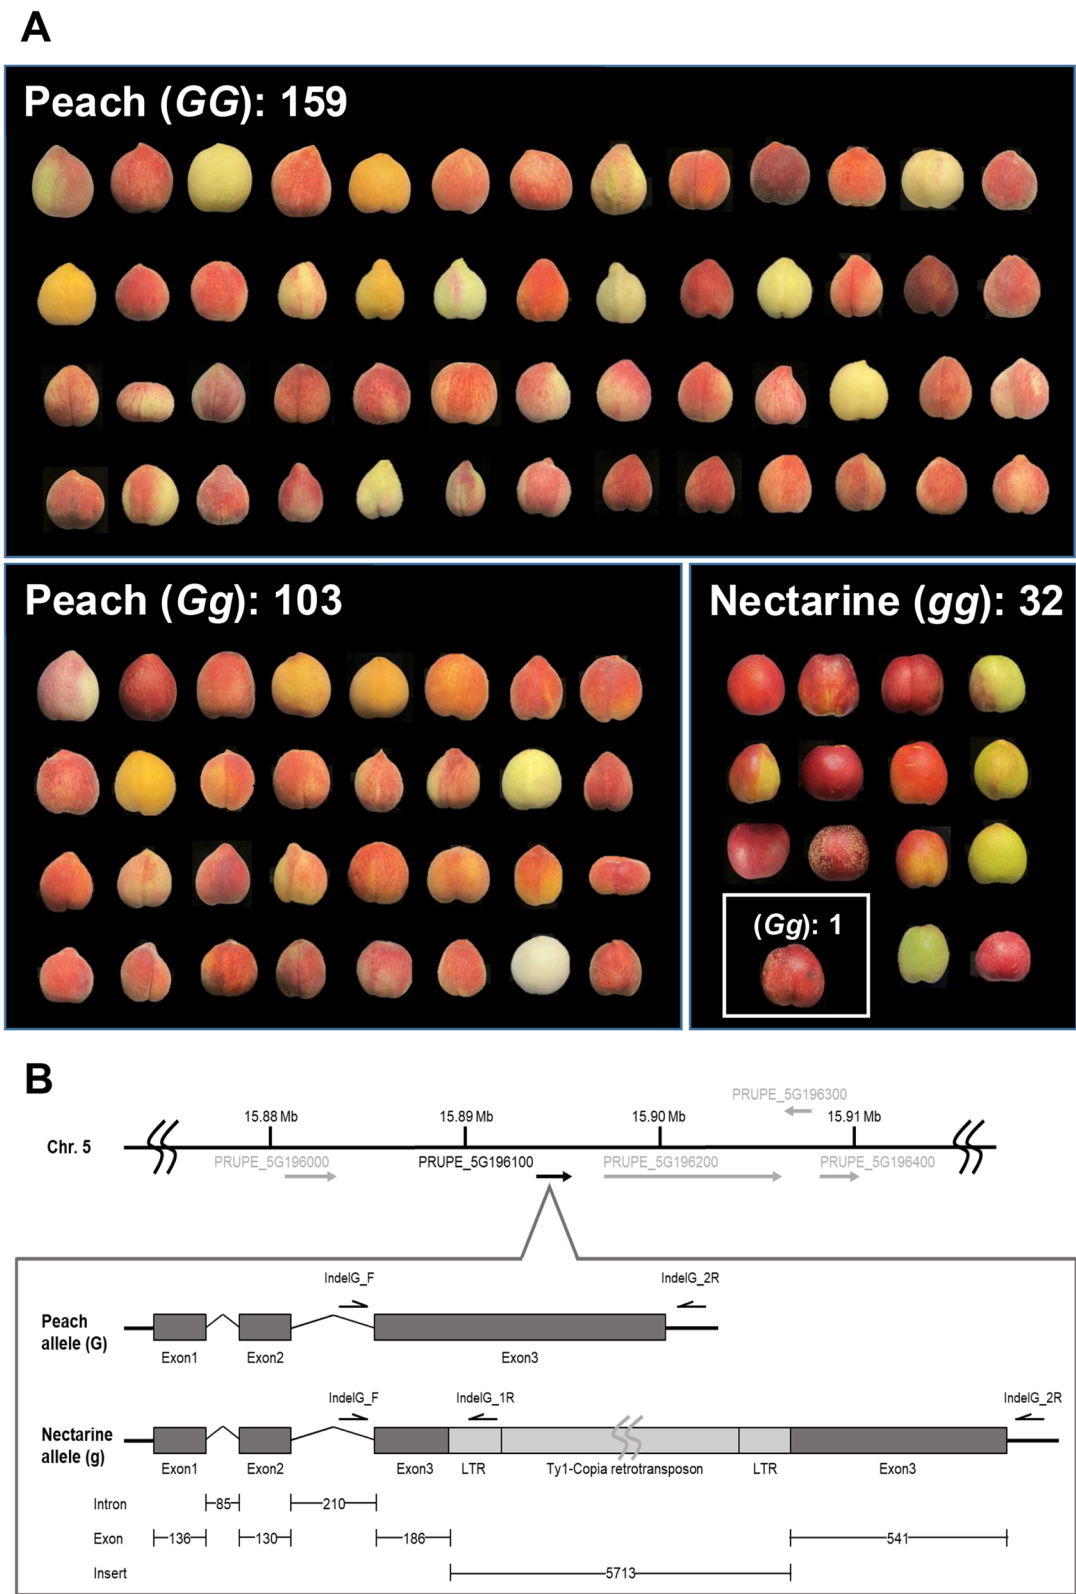 A
Peach (GG): 159
Peach (Gg): 103
Nectarine (gg): 32
(Gg): 1
B
PRUPE_5G196300
15.88 Mb 15.89 Mb 15.90 Mb 15.91 Mb
Chr. 5
PRUPE_5G196000 PRUPE_5G196100 PRUPE_5G196200 PRUPE_5G196400
IndelG_F IndelG_2R
Peach
allele (G)
Exon1 Exon2 Exon3
IndelG_F IndelG_1R IndelG_2R
Nectarine
allele (g)
Exon1 Exon2 Exon3 LTR Ty1-Copia retrotransposon LTR Exon3
Intron 85 210
Exon 136 130 186 541
Insert 5713